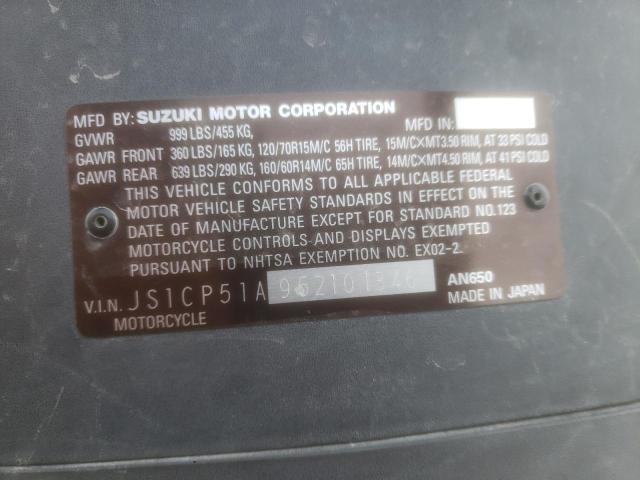 MFD BY: SUZUKI MOTOR CORPORATION MFD IN:
GVWR 999 LBS/455 KG,
GAWR FRONT 360 LBS/165 KG, 120/70R15M/C 56H TIRE, 15M/C×MT3.50 RIM, AT 33 PSI COLD
GAWR REAR 639 LBS/290 KG, 160/60R14M/C 65H TIRE, 14M/C×MT4.50 RIM, AT 41 PSI COLD
THIS VEHICLE CONFORMS TO ALL APPLICABLE FEDERAL
MOTOR VEHICLE SAFETY STANDARDS IN EFFECT ON THE
DATE OF MANUFACTURE EXCEPT FOR STANDARD NO.123
MOTORCYCLE CONTROLS AND DISPLAYS EXEMPTED
PURSUANT TO NHTSA EXEMPTION NO. EX02-2.
V.I.N. JS1CP51A962101346 AN650
MOTORCYCLE MADE IN JAPAN